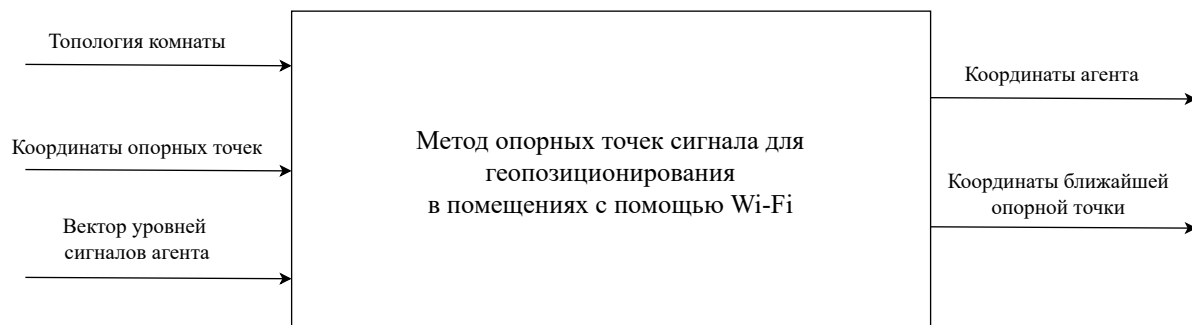 Топология комнаты
Координаты опорных точек
Вектор уровней
сигналов агента
Метод опорных точек сигнала для
геопозиционирования
в помещениях с помощью Wi-Fi
Координаты агента
Координаты ближайшей
опорной точки